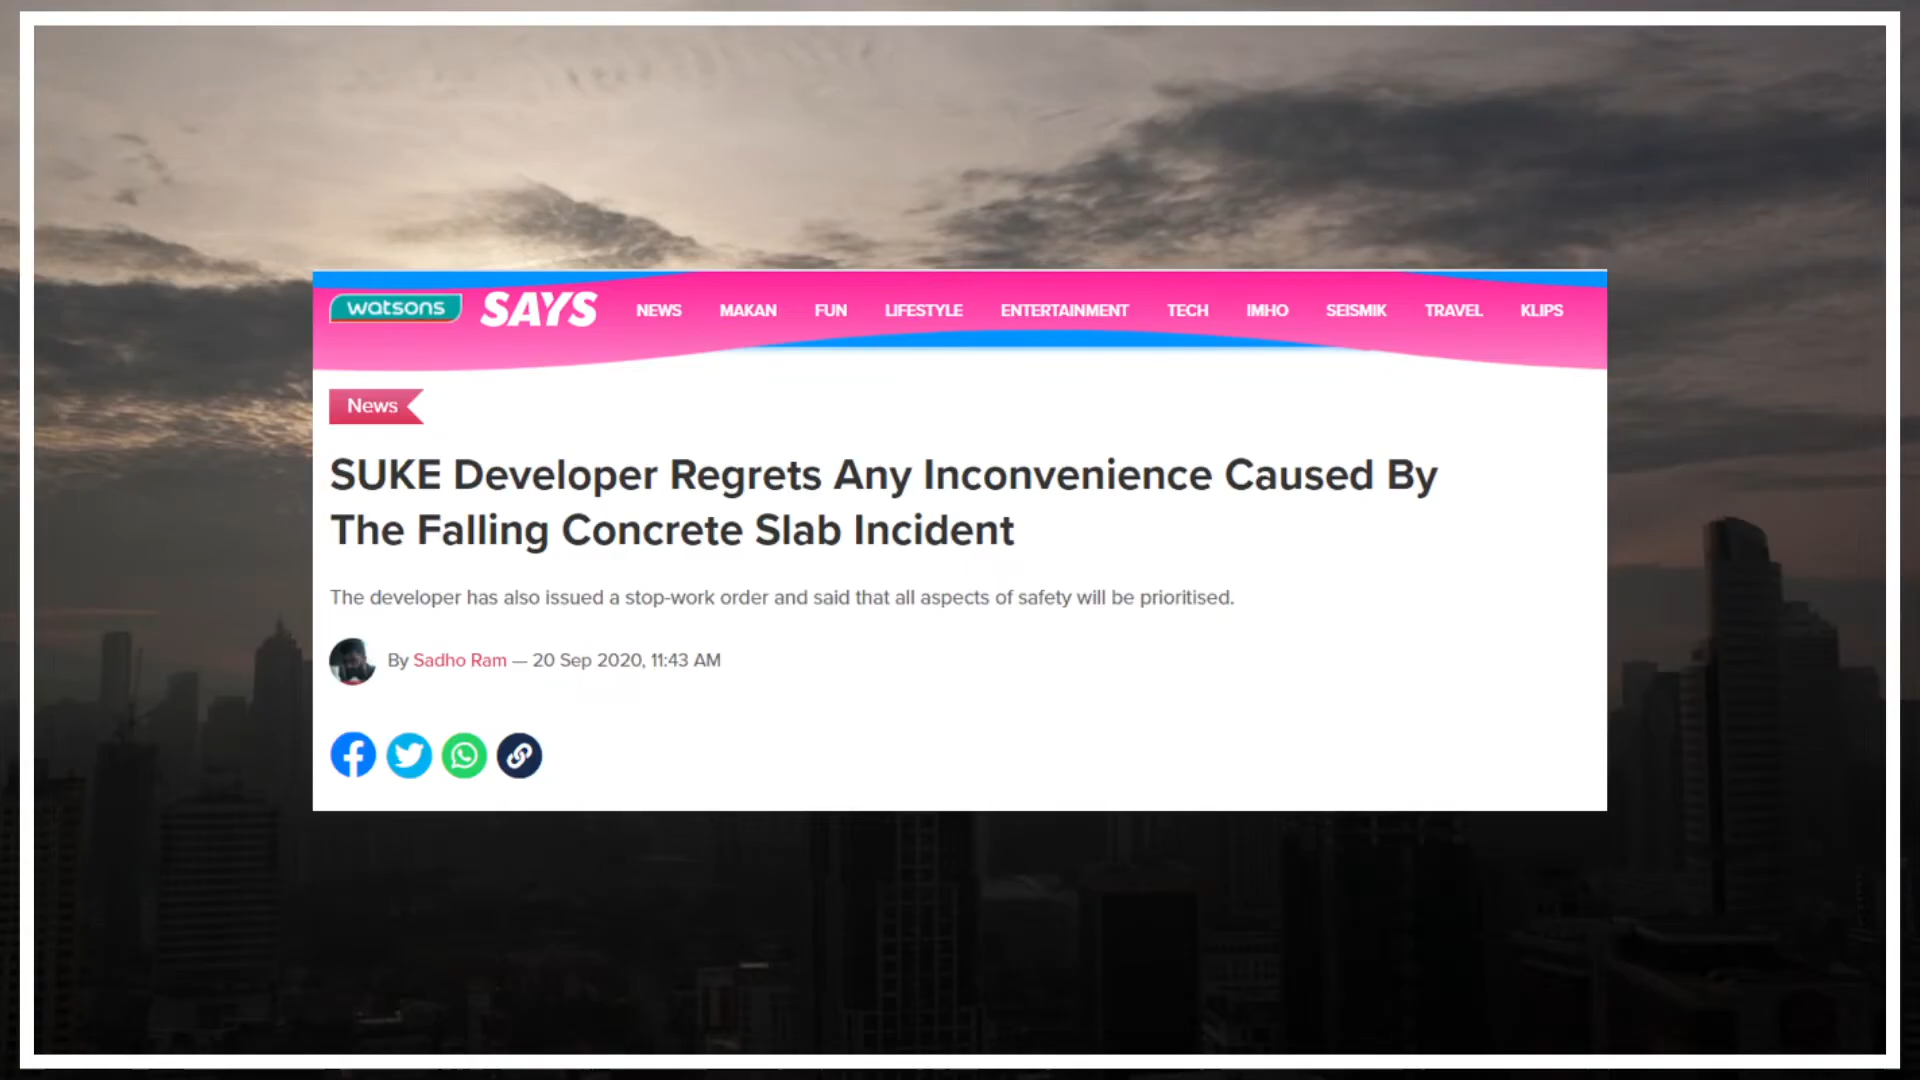 watsons SAYS NEWS MAKAN FUN LIFESTYLE ENTERTAINMENT TECH IMHO SEISMIK TRAVEL KLIPS
News
SUKE Developer Regrets Any Inconvenience Caused By
The Falling Concrete Slab Incident
The developer has also issued a stop-work order and said that all aspects of safety will be prioritised.
By Sadho Ram — 20 Sep 2020, 11:43 AM